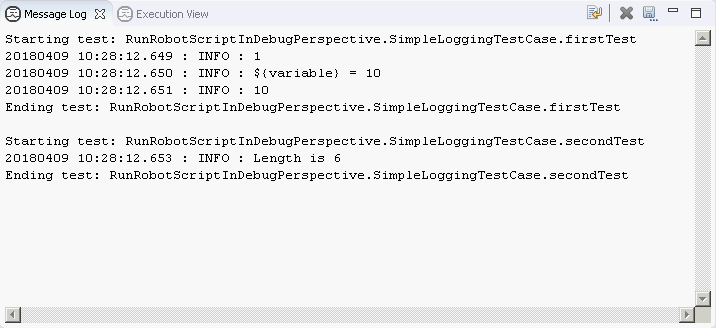 Message Log
Execution View
Starting test: RunRobotScriptInDebugPerspective.SimpleLoggingTestCase.firstTest
20180409 10:28:12.649 : INFO : 1
20180409 10:28:12.650 : INFO : ${variable} = 10
20180409 10:28:12.651 : INFO : 10
Ending test: RunRobotScriptInDebugPerspective.SimpleLoggingTestCase.firstTest
Starting test: RunRobotScriptInDebugPerspective.SimpleLoggingTestCase.secondTest
20180409 10:28:12.653 : INFO : Length is 6
Ending test: RunRobotScriptInDebugPerspective.SimpleLoggingTestCase.secondTest